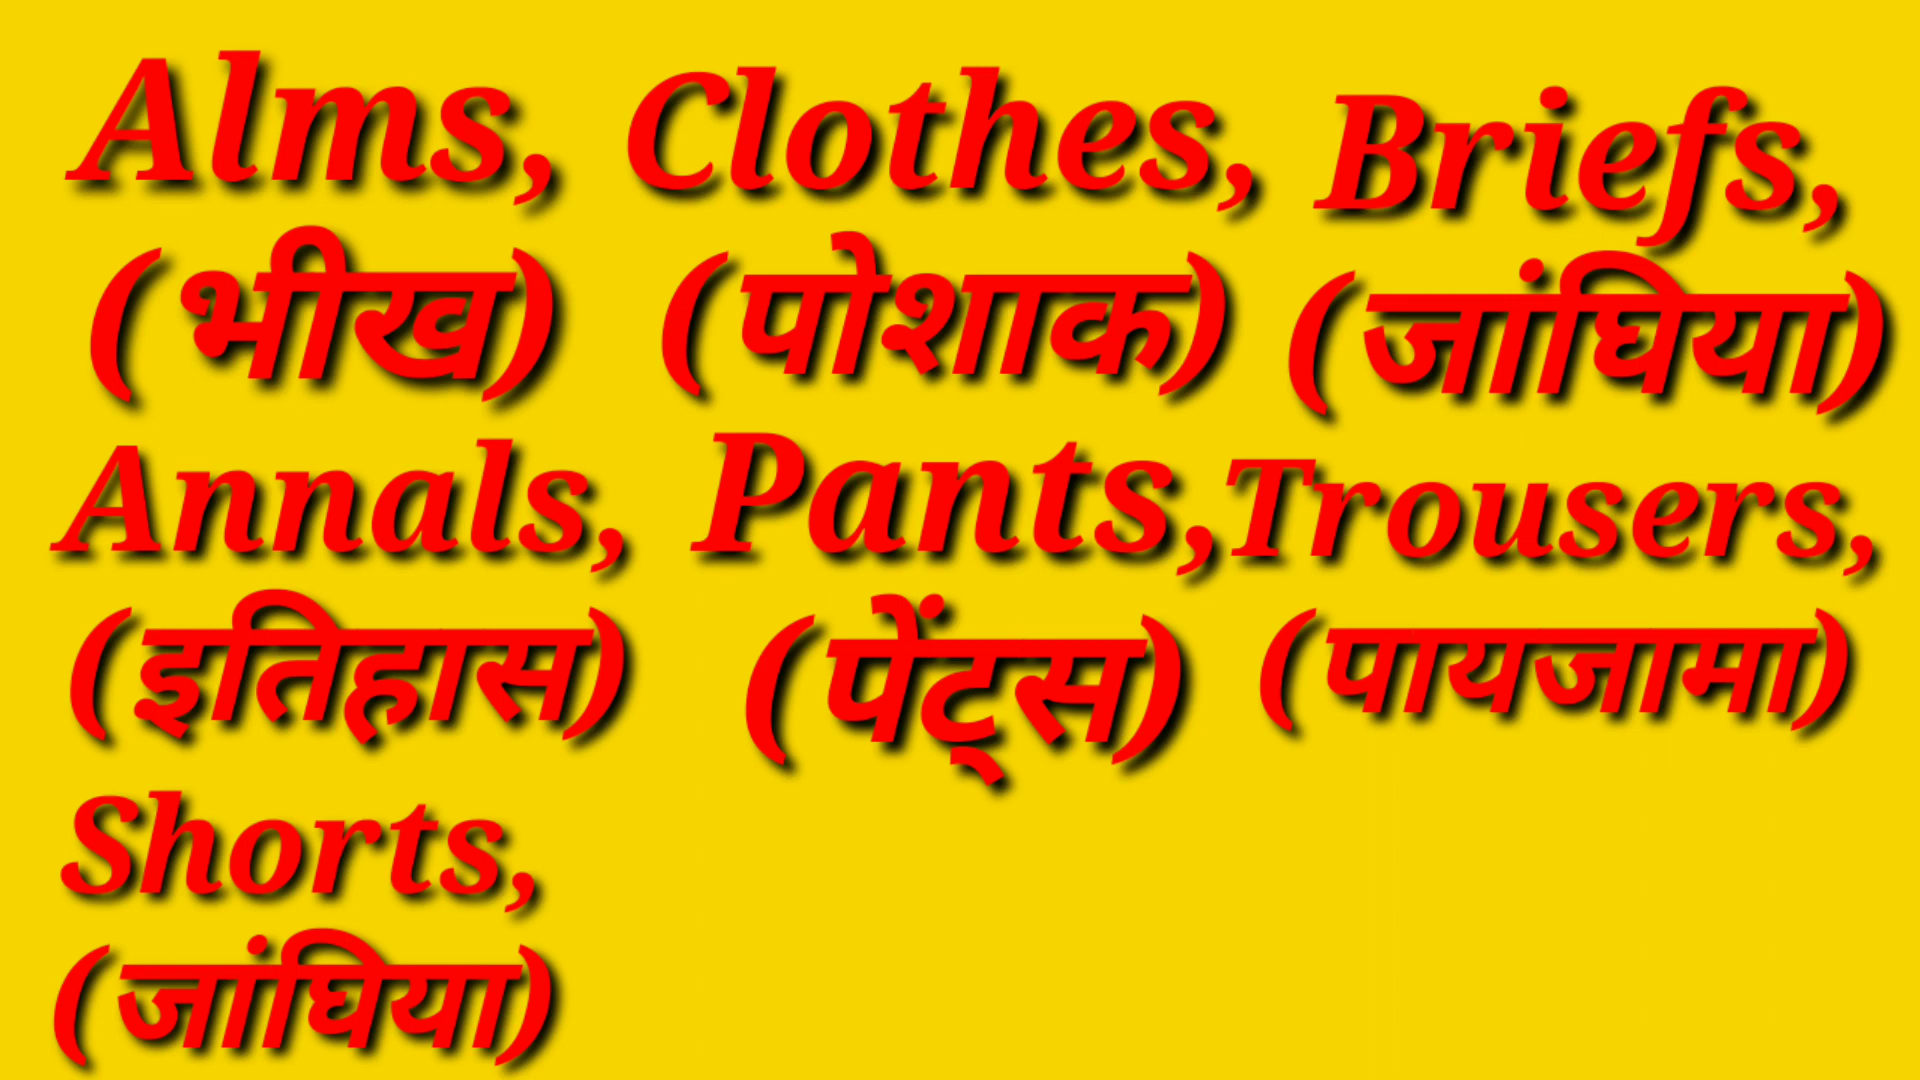 Alms, Clothes, Briefs,
(भीख) (पोशाक) (जांघिया)
Annals, Pants, Trousers,
(इतिहास) (पेंट्स) (पायजामा)
Shorts,
(जांघिया)